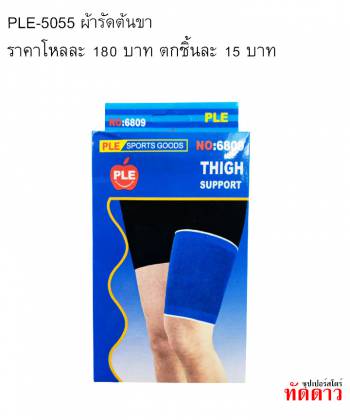 PLE-5055 ผ้ารัดต้นขา
ราคาโหลละ 180 บาท ตกชิ้นละ 15 บาท
NO:6809 PLE
PLE SPORTS GOODS NO:6809
PLE
THIGH
SUPPORT
PLE
ซุปเปอร์สโตร์
ทัดดาว